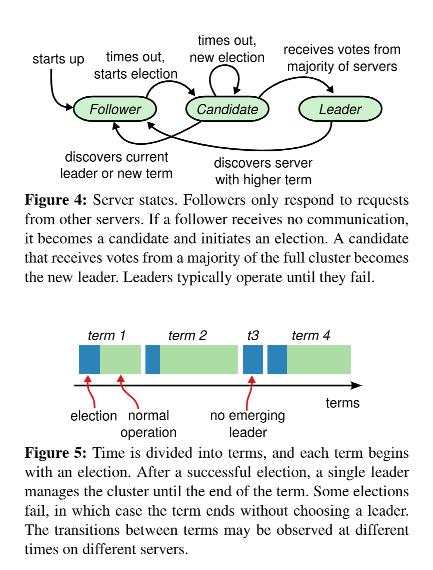 starts up
times out,
starts election
times out,
new election
receives votes from
majority of servers
Follower
Candidate
Leader
discovers current
leader or new term
discovers server
with higher term
Figure 4: Server states. Followers only respond to requests
from other servers. If a follower receives no communication,
it becomes a candidate and initiates an election. A candidate
that receives votes from a majority of the full cluster becomes
the new leader. Leaders typically operate until they fail.
term 1
term 2
t3
term 4
terms
election
normal
operation
no emerging
leader
Figure 5: Time is divided into terms, and each term begins
with an election. After a successful election, a single leader
manages the cluster until the end of the term. Some elections
fail, in which case the term ends without choosing a leader.
The transitions between terms may be observed at different
times on different servers.